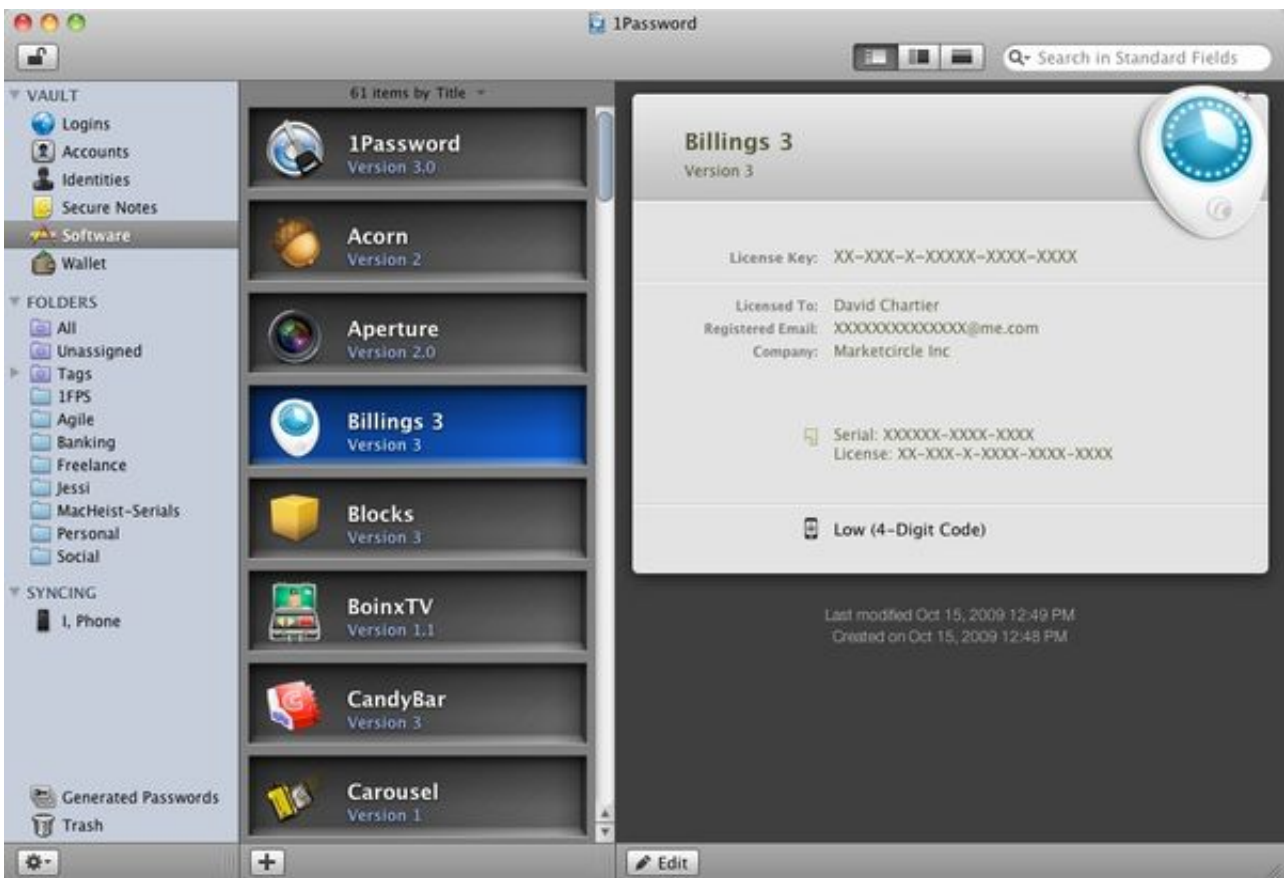 1Password
Search in Standard Fields
VAULT
Logins
Accounts
Identities
Secure Notes
Software
Wallet
FOLDERS
All
Unassigned
Tags
1FPS
Agile
Banking
Freelance
Jessi
MacHeist-Serials
Personal
Social
SYNCING
I, Phone
Generated Passwords
Trash
61 items by Title
1Password
Version 3.0
Acorn
Version 2
Aperture
Version 2.0
Billings 3
Version 3
Blocks
Version 3
BoinxTV
Version 1.1
CandyBar
Version 3
Carousel
Version 1
Billings 3
Version 3
License Key: XX-XXX-X-XXXXX-XXXX-XXXX
Licensed To: David Chartier
Registered Email: XXXXXXXXXXXXXX@me.com
Company: Marketcircle Inc
Serial: XXXXXX-XXXX-XXXX
License: XX-XXX-X-XXXX-XXXX-XXXX
Low (4-Digit Code)
Last modified Oct 15, 2009 12:49 PM
Created on Oct 15, 2009 12:48 PM
Edit